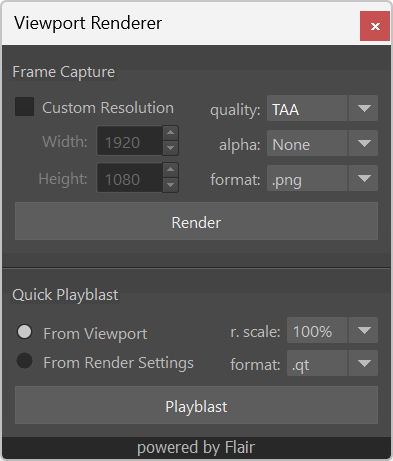 Viewport Renderer
Frame Capture
Custom Resolution quality: TAA
Width: 1920 alpha: None
Height: 1080 format: .png
Render
Quick Playblast
From Viewport r. scale: 100%
From Render Settings format: .qt
Playblast
powered by Flair